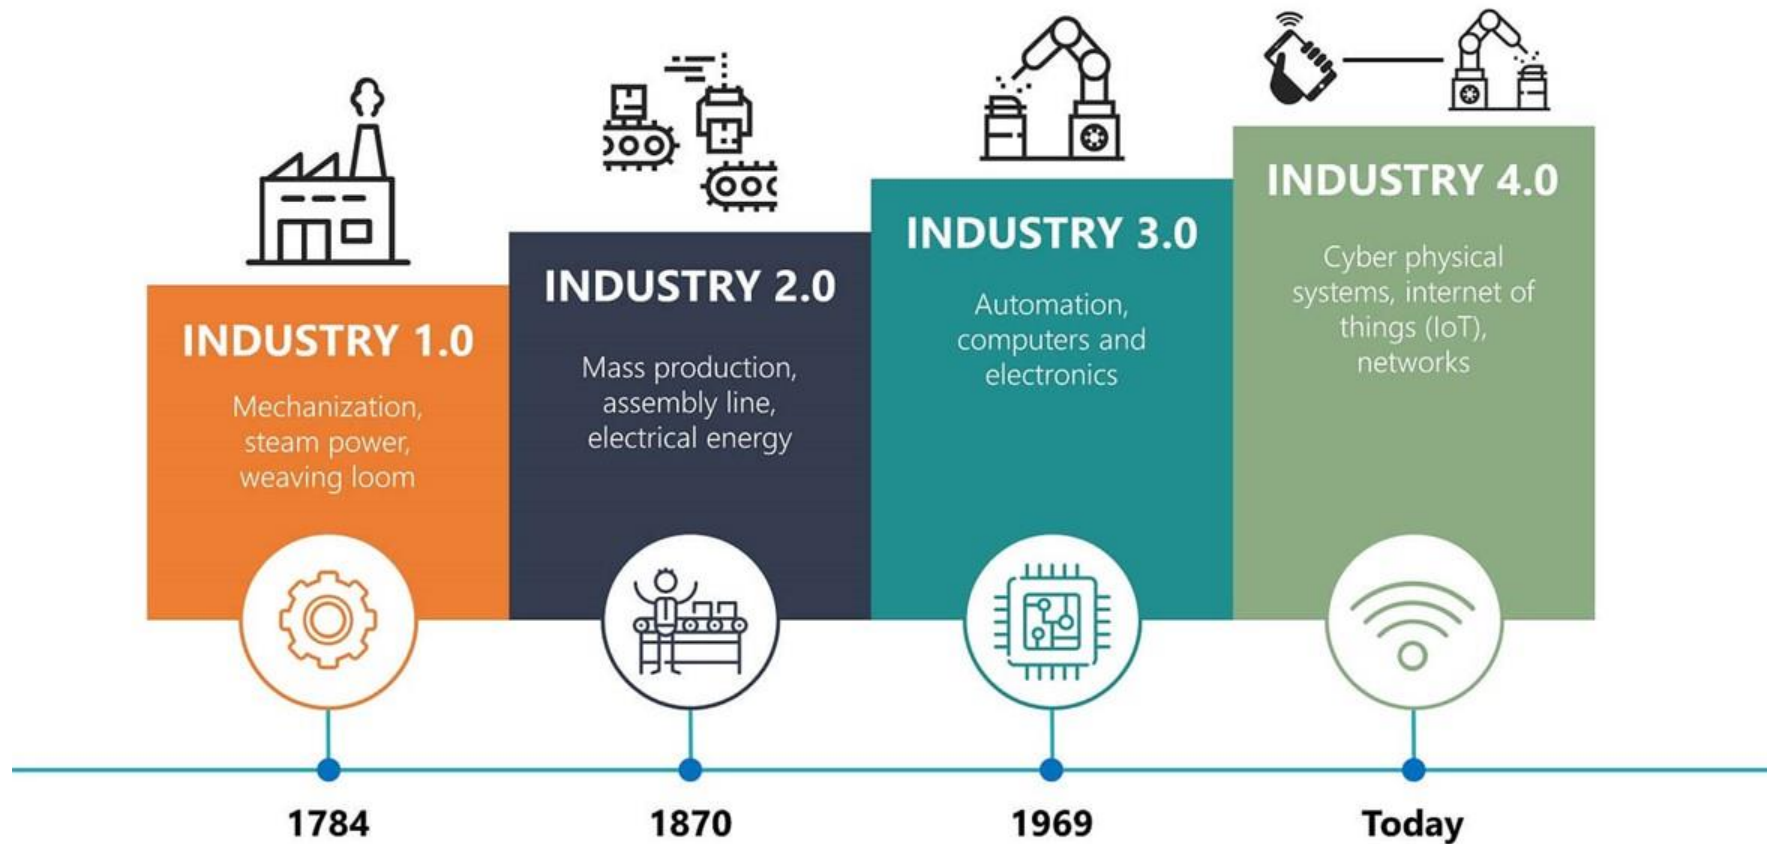 INDUSTRY 1.0
Mechanization,
steam power,
weaving loom
1784
INDUSTRY 2.0
Mass production,
assembly line,
electrical energy
1870
INDUSTRY 3.0
Automation,
computers and
electronics
1969
INDUSTRY 4.0
Cyber physical
systems, internet of
things (IoT),
networks
Today